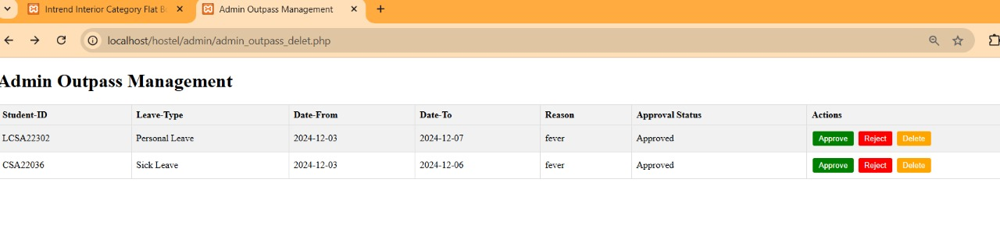 Intrend Interior Category Flat B
Admin Outpass Management
localhost/hostel/admin/admin_outpass_delet.php
Admin Outpass Management
Student-ID Leave-Type Date-From Date-To Reason Approval Status Actions
LCSA22302 Personal Leave 2024-12-03 2024-12-07 fever Approved Approve Reject Delete
CSA22036 Sick Leave 2024-12-03 2024-12-06 fever Approved Approve Reject Delete